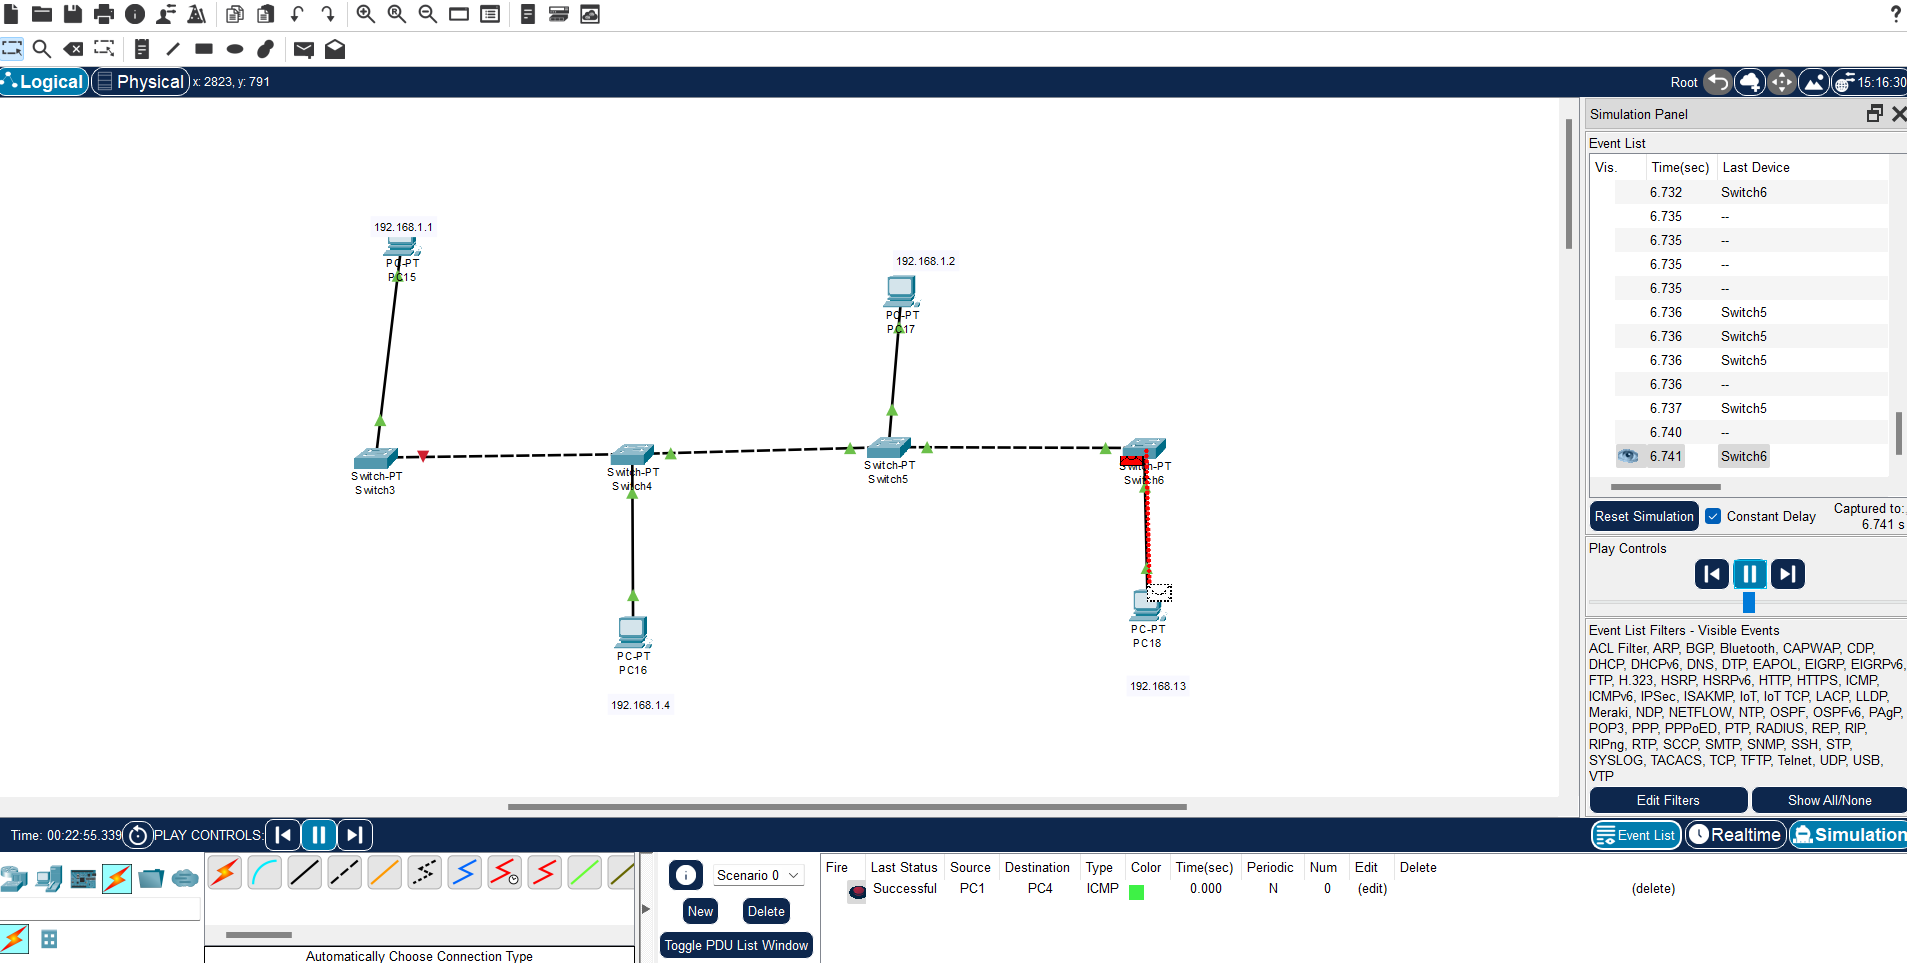 ?
Logical
Physical
x: 2823, y: 791
Root
15:16:30
Simulation Panel
Event List
Vis.
Time(sec)
Last Device
6.732
Switch6
6.735
--
6.735
--
6.735
--
6.735
--
6.736
Switch5
6.736
Switch5
6.736
Switch5
6.736
--
6.737
Switch5
6.740
--
6.741
Switch6
Reset Simulation
Constant Delay
Captured to:
6.741 s
Play Controls
Event List Filters - Visible Events
ACL Filter, ARP, BGP, Bluetooth, CAPWAP, CDP,
DHCP, DHCPv6, DNS, DTP, EAPOL, EIGRP, EIGRPv6,
FTP, H.323, HSRP, HSRPv6, HTTP, HTTPS, ICMP,
ICMPv6, IPSec, ISAKMP, IoT, IoT TCP, LACP, LLDP,
Meraki, NDP, NETFLOW, NTP, OSPF, OSPFv6, PAgP,
POP3, PPP, PPPoED, PTP, RADIUS, REP, RIP,
RIPng, RTP, SCCP, SMTP, SNMP, SSH, STP,
SYSLOG, TACACS, TCP, TFTP, Telnet, UDP, USB,
VTP
Edit Filters
Show All/None
192.168.1.1
PC-PT
PC15
192.168.1.2
PC-PT
PC17
Switch-PT
Switch3
Switch-PT
Switch4
Switch-PT
Switch5
Switch-PT
Switch6
PC-PT
PC16
192.168.1.4
PC-PT
PC18
192.168.13
Time: 00:22:55.339
PLAY CONTROLS:
Event List
Realtime
Simulation
Scenario 0
New
Delete
Toggle PDU List Window
Automatically Choose Connection Type
Fire
Last Status
Source
Destination
Type
Color
Time(sec)
Periodic
Num
Edit
Delete
Successful
PC1
PC4
ICMP
0.000
N
0
(edit)
(delete)